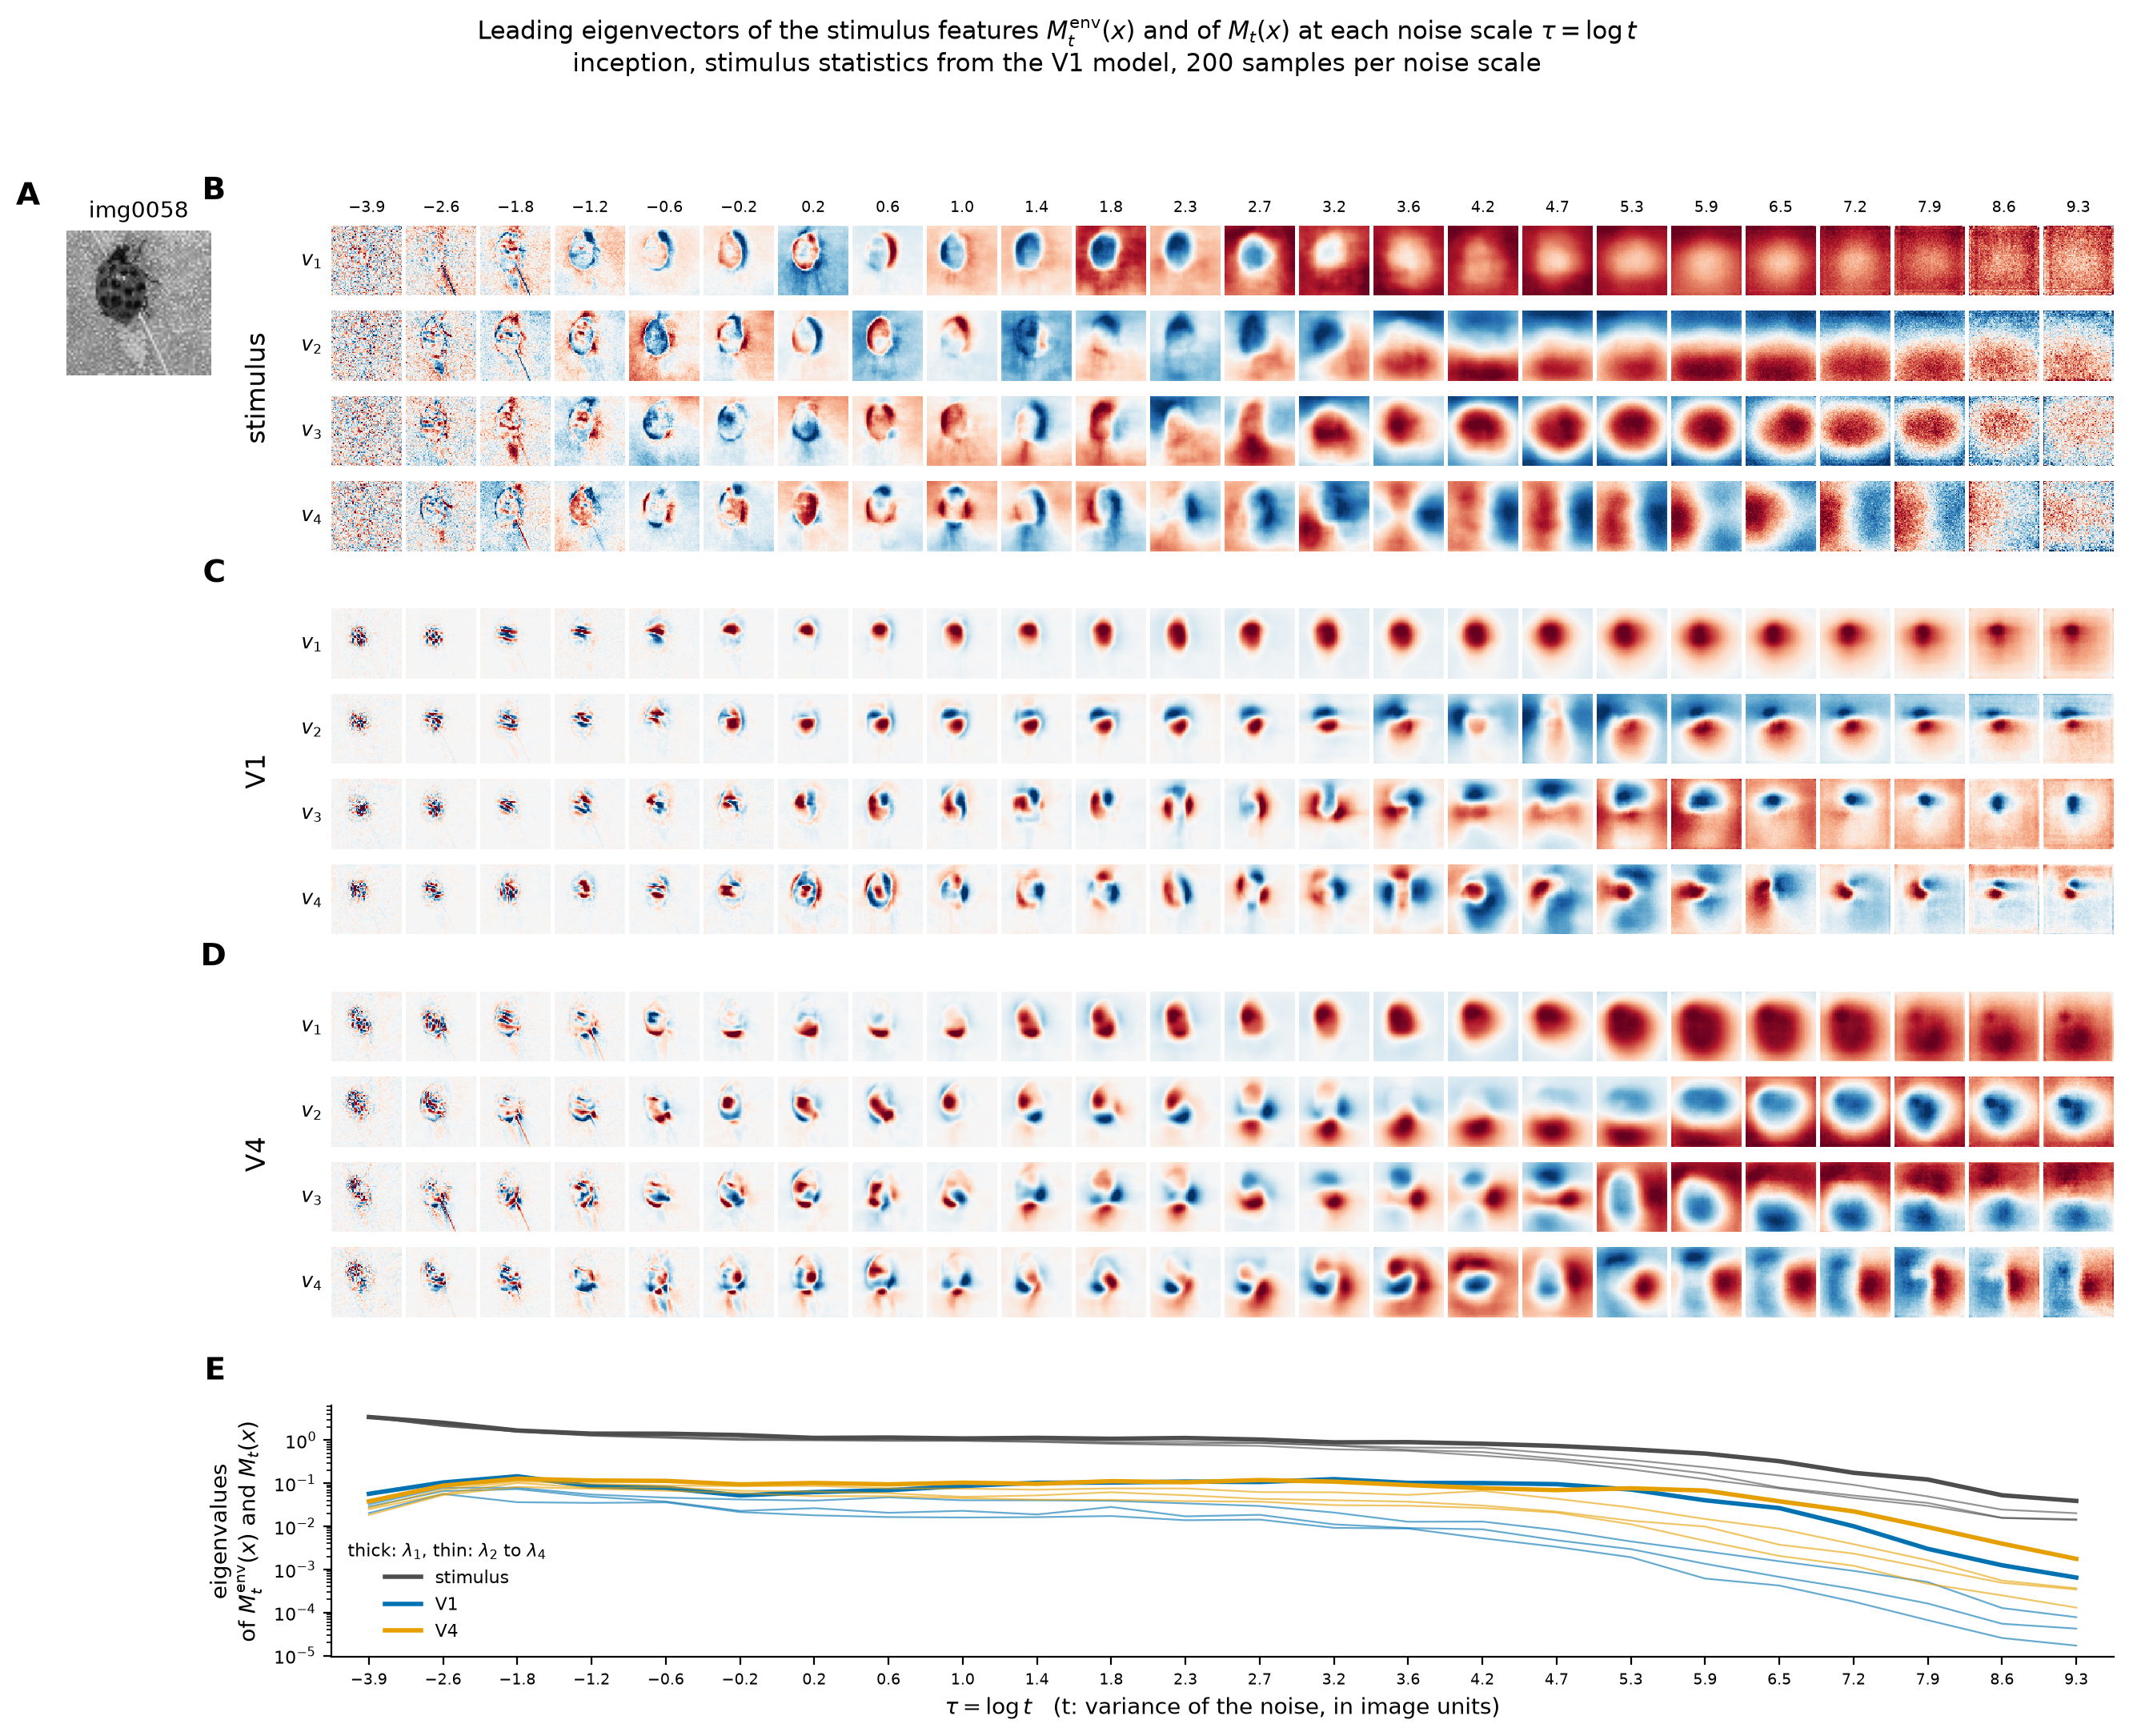 Leading eigenvectors of the stimulus features $M_t^{\mathrm{env}}(x)$ and of $M_t(x)$ at each noise scale $\tau = \log t$
inception, stimulus statistics from the V1 model, 200 samples per noise scale
A
img0058
B
−3.9 −2.6 −1.8 −1.2 −0.6 −0.2 0.2 0.6 1.0 1.4 1.8 2.3 2.7 3.2 3.6 4.2 4.7 5.3 5.9 6.5 7.2 7.9 8.6 9.3
stimulus
$v_1$
$v_2$
$v_3$
$v_4$
C
V1
$v_1$
$v_2$
$v_3$
$v_4$
D
V4
$v_1$
$v_2$
$v_3$
$v_4$
E
eigenvalues
of $M_t^{\mathrm{env}}(x)$ and $M_t(x)$
$10^0$
$10^{-1}$
$10^{-2}$
$10^{-3}$
$10^{-4}$
$10^{-5}$
thick: $\lambda_1$, thin: $\lambda_2$ to $\lambda_4$
stimulus
V1
V4
−3.9 −2.6 −1.8 −1.2 −0.6 −0.2 0.2 0.6 1.0 1.4 1.8 2.3 2.7 3.2 3.6 4.2 4.7 5.3 5.9 6.5 7.2 7.9 8.6 9.3
$\tau = \log t$ (t: variance of the noise, in image units)